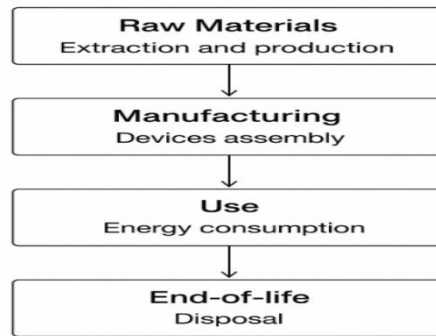 Raw Materials
Extraction and production
Manufacturing
Devices assembly
Use
Energy consumption
End-of-life
Disposal